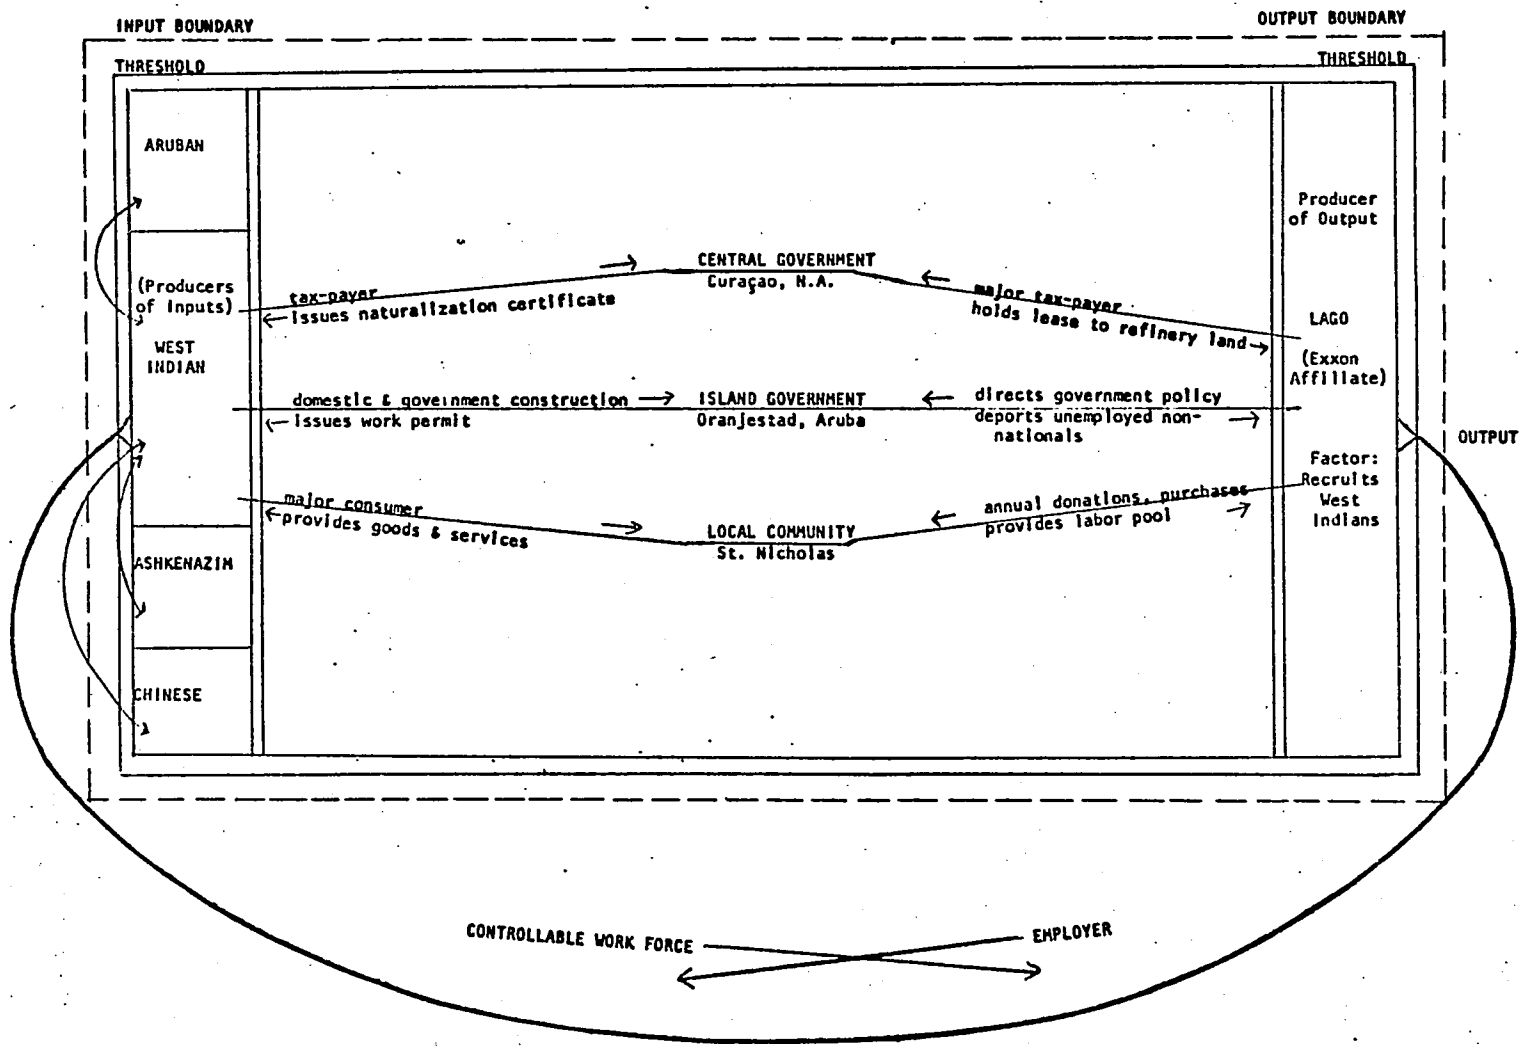 INPUT BOUNDARY
OUTPUT BOUNDARY
THRESHOLD
THRESHOLD
ARUBAN
(Producers
of Inputs)
WEST
INDIAN
ASHKENAZIM
CHINESE
tax-payer
issues naturalization certificate
CENTRAL GOVERNMENT
Curaçao, N.A.
major tax-payer
holds lease to refinery land
domestic & government construction
issues work permit
ISLAND GOVERNMENT
Oranjestad, Aruba
directs government policy
deports unemployed non-
nationals
major consumer
provides goods & services
LOCAL COMMUNITY
St. Nicholas
annual donations, purchases
provides labor pool
Producer
of Output
LAGO
(Exxon
Affiliate)
Factor:
Recruits
West
Indians
OUTPUT
CONTROLLABLE WORK FORCE
EMPLOYER